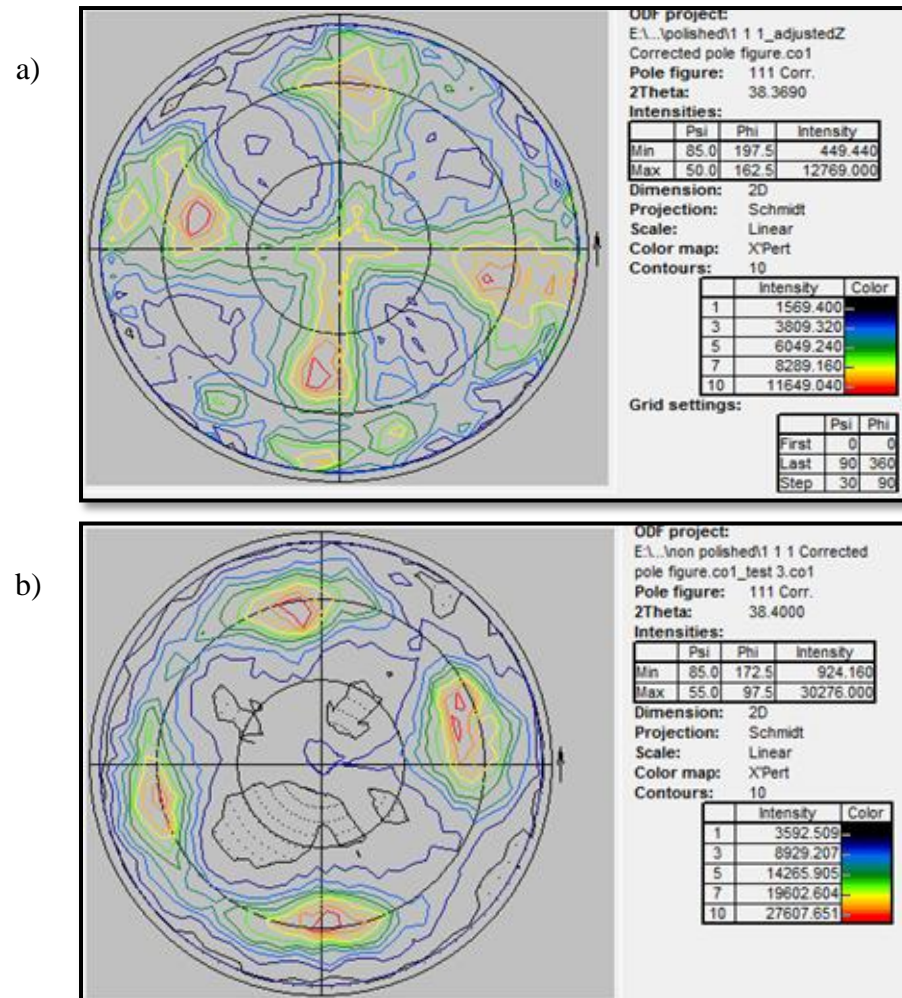 a)
ODF project:
E:\...\polished\1 1 1_adjustedZ
Corrected pole figure.co1
Pole figure: 111 Corr.
2Theta: 38.3690
Intensities:
Psi Phi Intensity
Min 85.0 197.5 449.440
Max 50.0 162.5 12769.000
Dimension: 2D
Projection: Schmidt
Scale: Linear
Color map: X'Pert
Contours: 10
Intensity Color
1 1569.400
3 3809.320
5 6049.240
7 8289.160
10 11649.040
Grid settings:
Psi Phi
First 0 0
Last 90 360
Step 30 90
b)
ODF project:
E:\...\non polished\1 1 1 Corrected
pole figure.co1_test 3.co1
Pole figure: 111 Corr.
2Theta: 38.4000
Intensities:
Psi Phi Intensity
Min 85.0 172.5 924.160
Max 55.0 97.5 30276.000
Dimension: 2D
Projection: Schmidt
Scale: Linear
Color map: X'Pert
Contours: 10
Intensity Color
1 3592.509
3 8929.207
5 14265.905
7 19602.604
10 27607.651